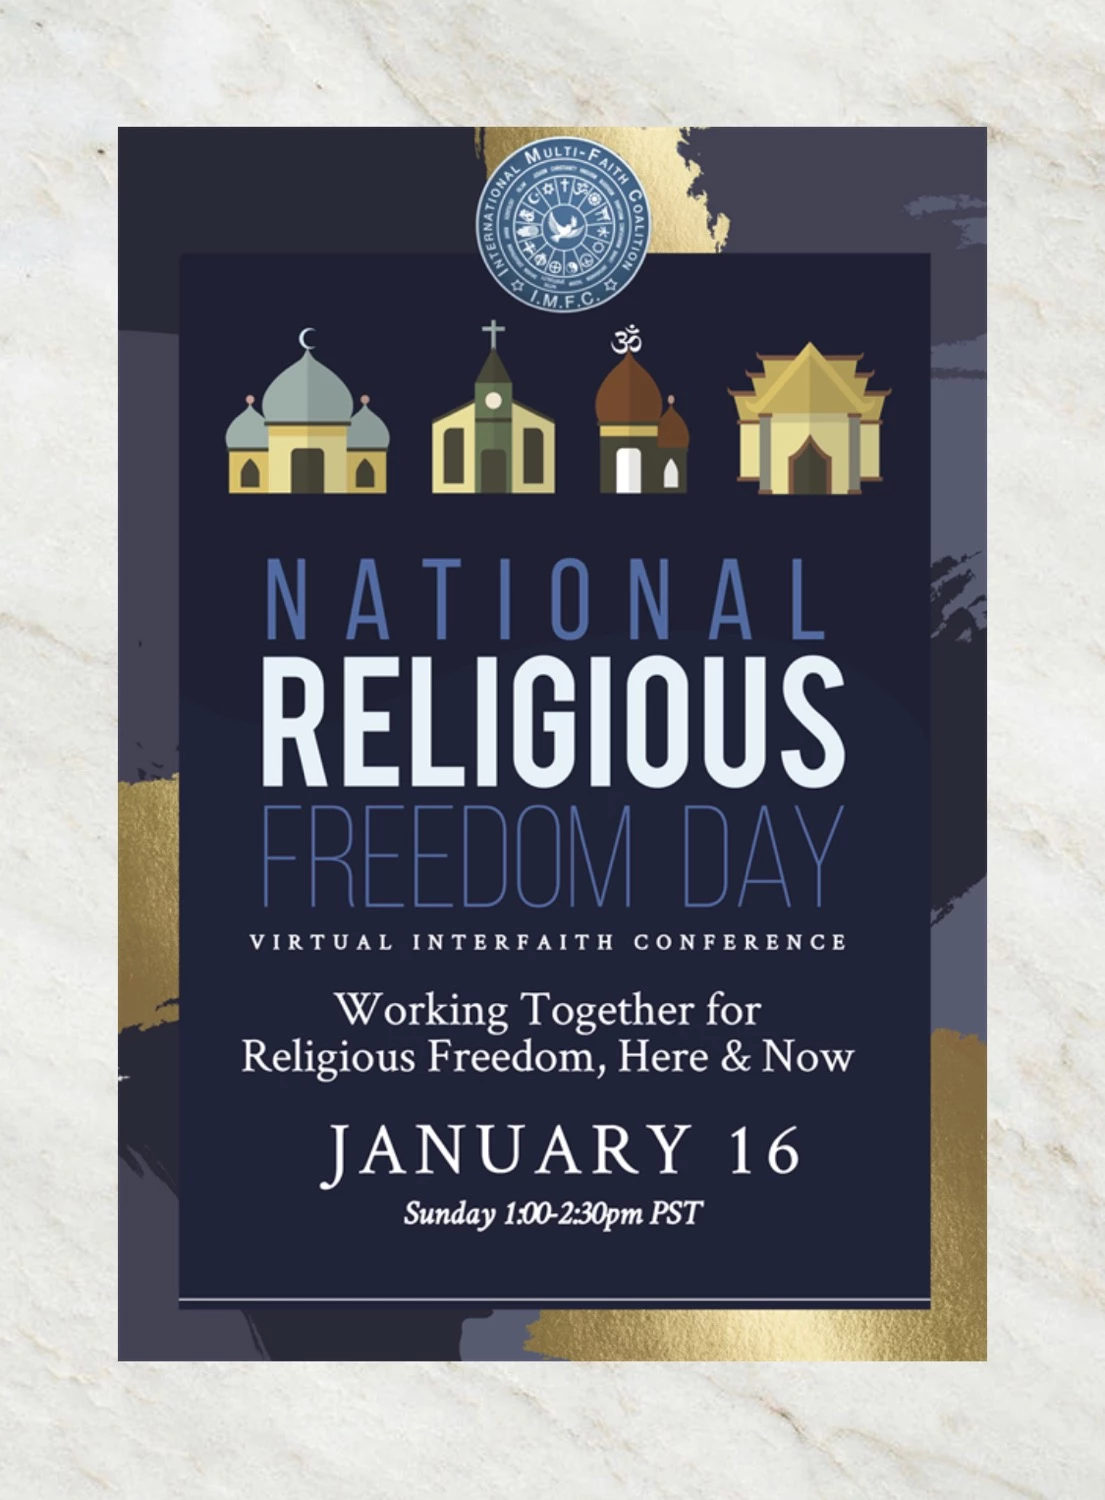 INTERNATIONAL MULTI-FAITH COALITION
I.M.F.C.
ॐ
NATIONAL
RELIGIOUS
FREEDOM DAY
VIRTUAL INTERFAITH CONFERENCE
Working Together for
Religious Freedom, Here & Now
JANUARY 16
Sunday 1:00-2:30pm PST